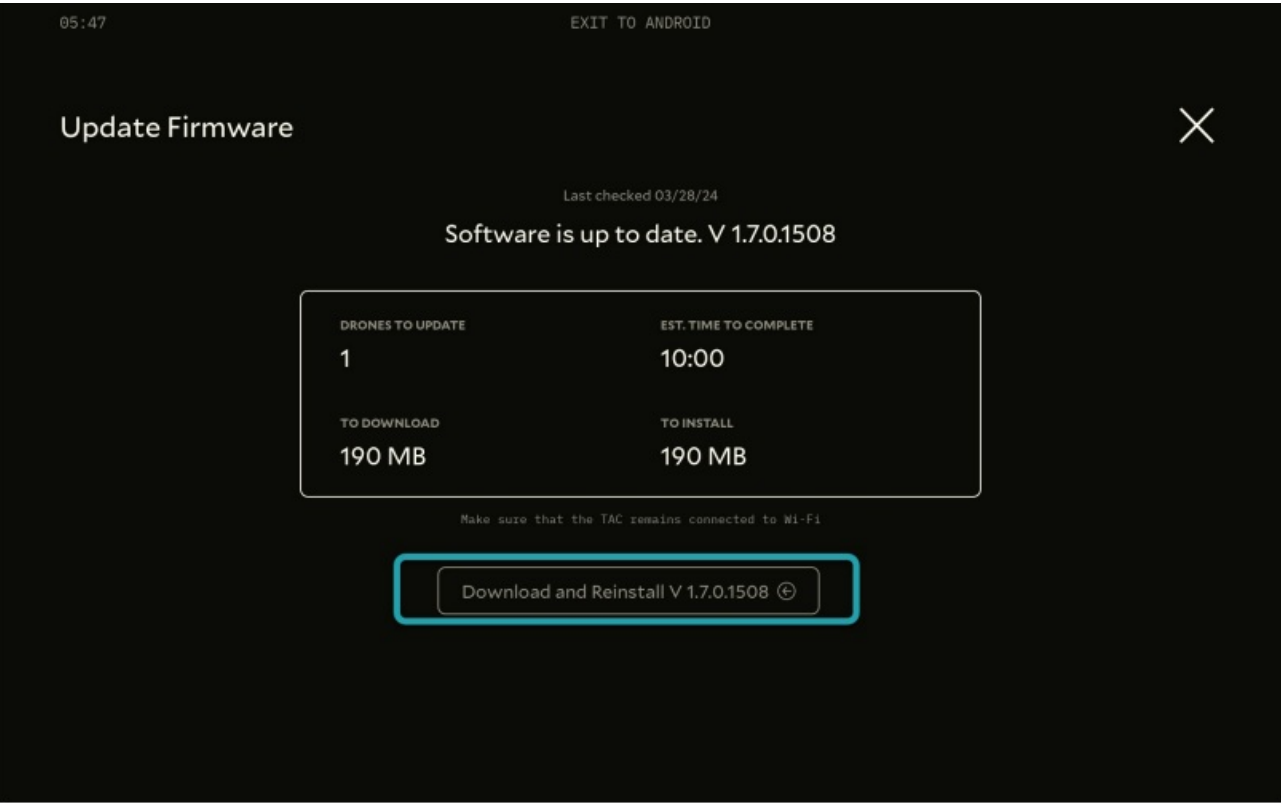 05:47
EXIT TO ANDROID
Update Firmware
Last checked 03/28/24
Software is up to date. V 1.7.0.1508
DRONES TO UPDATE
EST. TIME TO COMPLETE
1
10:00
TO DOWNLOAD
TO INSTALL
190 MB
190 MB
Make sure that the TAC remains connected to Wi-Fi
Download and Reinstall V 1.7.0.1508